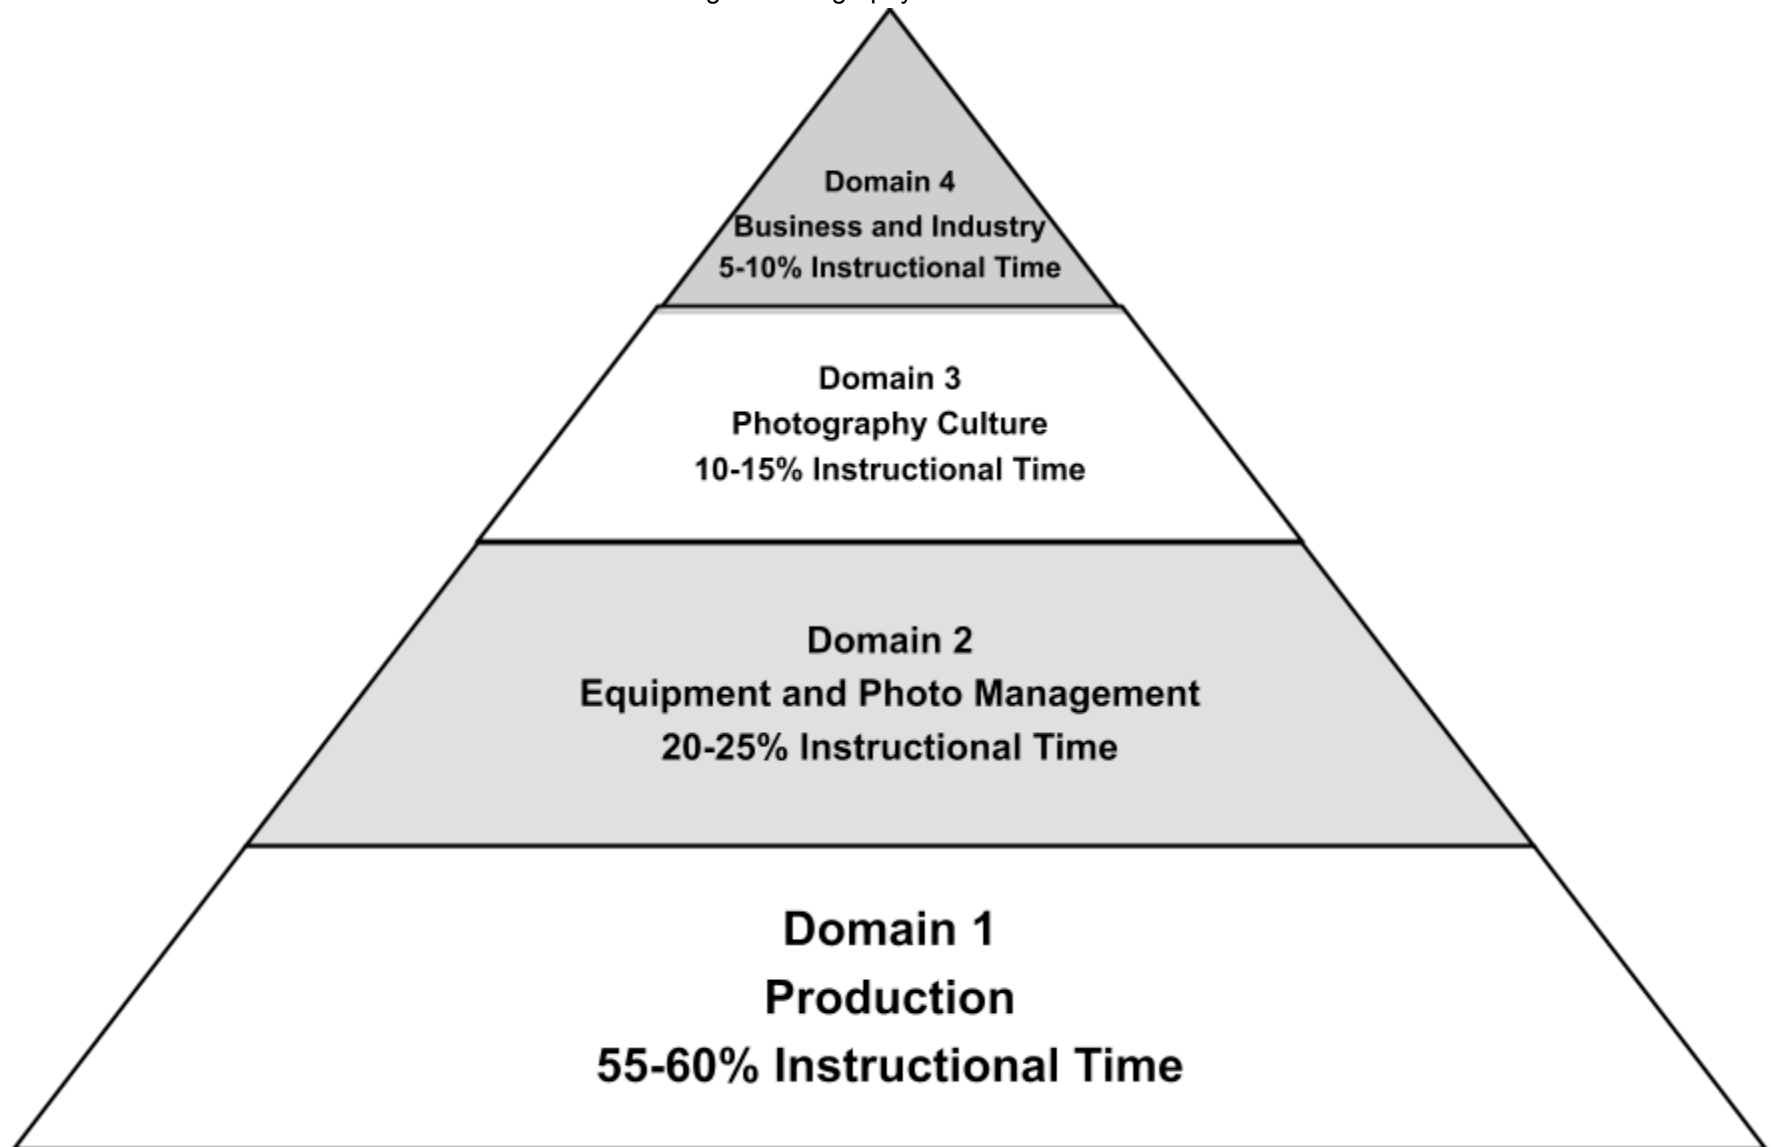 Domain 4
Business and Industry
5-10% Instructional Time
Domain 3
Photography Culture
10-15% Instructional Time
Domain 2
Equipment and Photo Management
20-25% Instructional Time
Domain 1
Production
55-60% Instructional Time